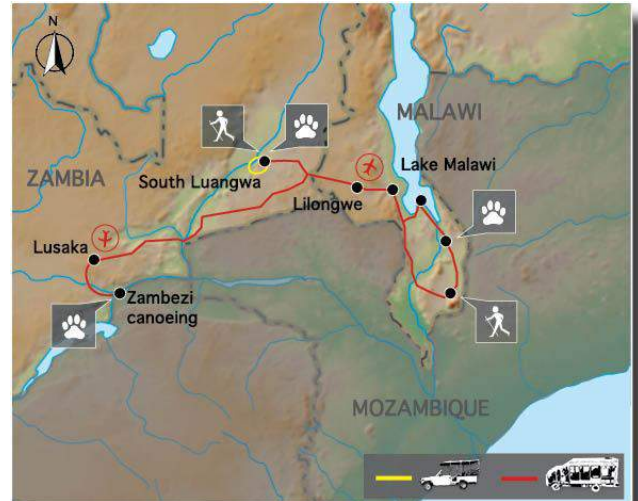 N
MALAWI
Lake Malawi
ZAMBIA
South Luangwa
Lilongwe
Lusaka
Zambezi
canoeing
MOZAMBIQUE